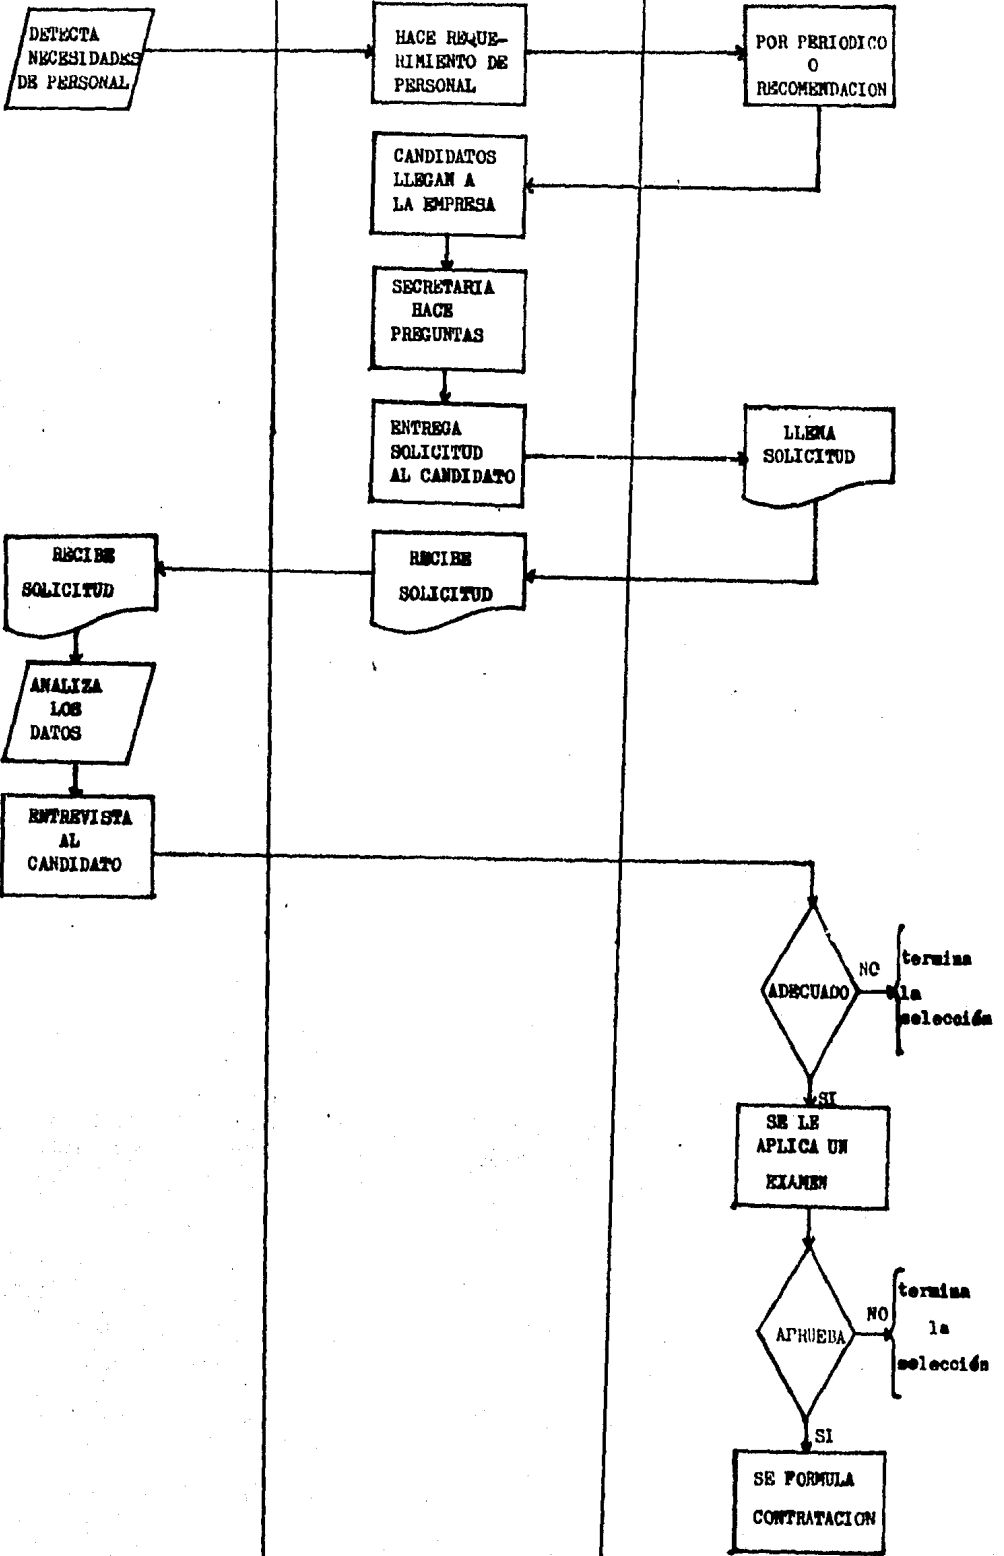 DETECTA
NECESIDADES
DE PERSONAL
HACE REQUE-
RIMIENTO DE
PERSONAL
POR PERIODICO
O
RECOMENDACION
CANDIDATOS
LLEGAN A
LA EMPRESA
SECRETARIA
HACE
PREGUNTAS
ENTREGA
SOLICITUD
AL CANDIDATO
LLENA
SOLICITUD
RECIBE
SOLICITUD
RECIBE
SOLICITUD
ANALIZA
LOS
DATOS
ENTREVISTA
AL
CANDIDATO
ADECUADO
NO
termina
la
selección
SI
SE LE
APLICA UN
EXAMEN
APRUEBA
NO
termina
la
selección
SI
SE FORMULA
CONTRATACION